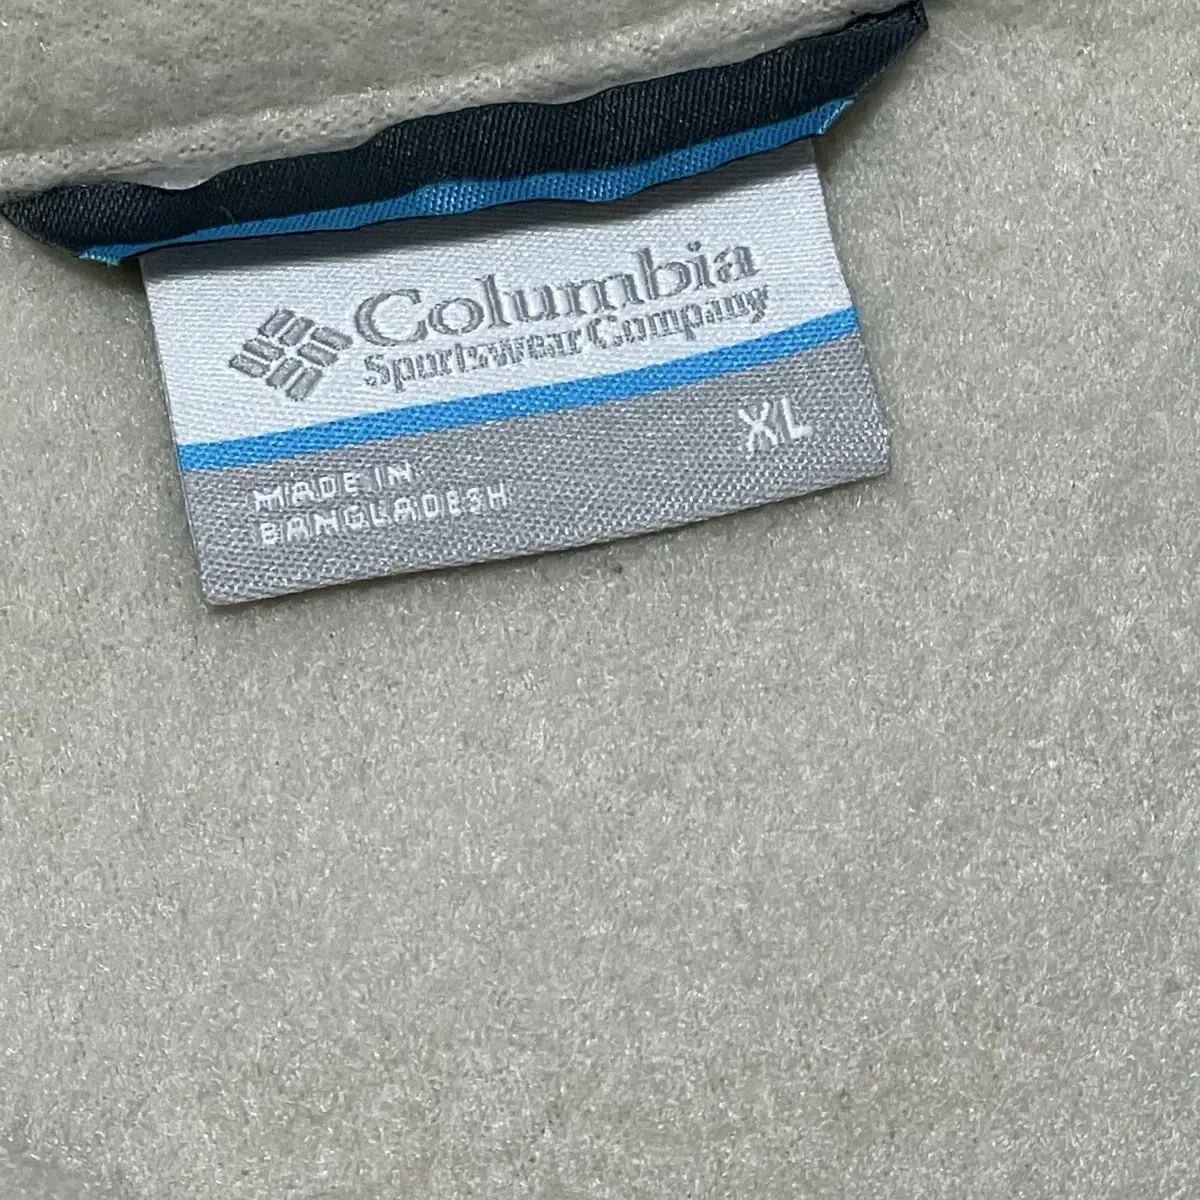 Columbia
Sportswear Company
XL
MADE IN
BANGLADESH